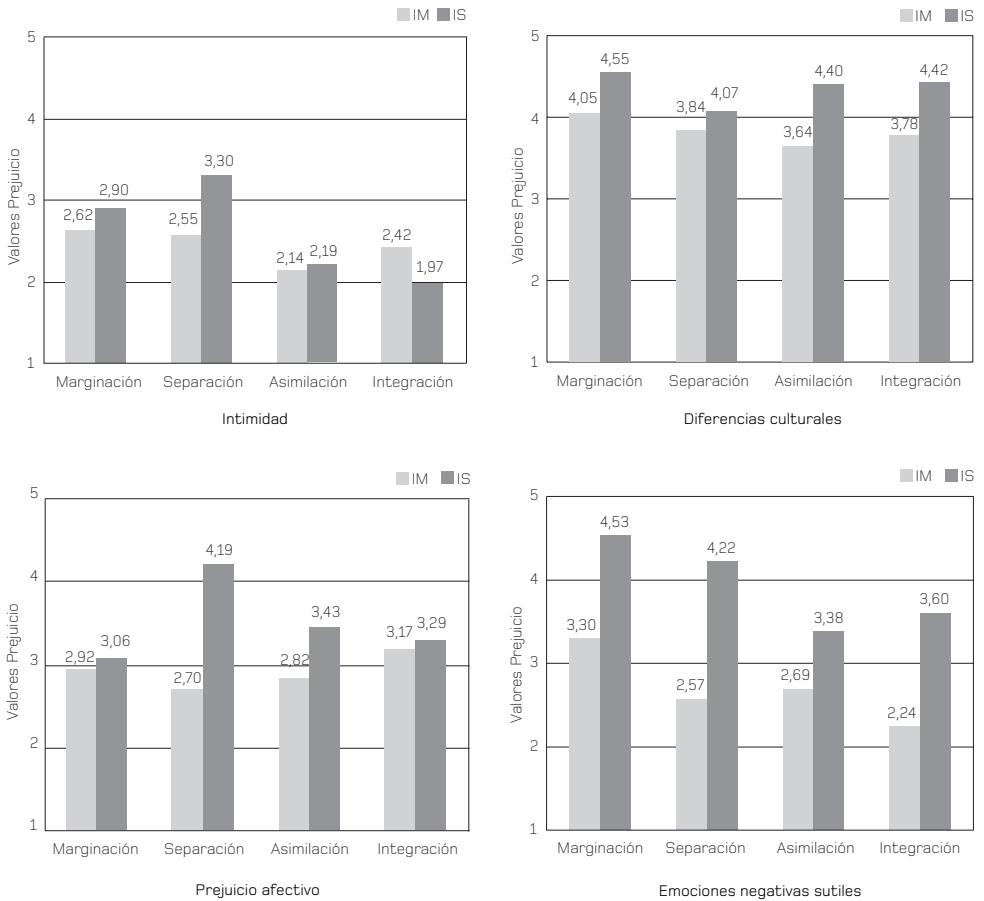 IM IS
5
4
3
2
1
Valores Prejuicio
2,62 2,90 2,55 3,30 2,14 2,19 2,42 1,97
Marginación Separación Asimilación Integración
Intimidad
IM IS
5
4
3
2
1
Valores Prejuicio
4,05 4,55 3,84 4,07 3,64 4,40 3,78 4,42
Marginación Separación Asimilación Integración
Diferencias culturales
IM IS
5
4
3
2
1
Valores Prejuicio
2,92 3,06 2,70 4,19 2,82 3,43 3,17 3,29
Marginación Separación Asimilación Integración
Prejuicio afectivo
IM IS
5
4
3
2
1
Valores Prejuicio
3,30 4,53 2,57 4,22 2,69 3,38 2,24 3,60
Marginación Separación Asimilación Integración
Emociones negativas sutiles